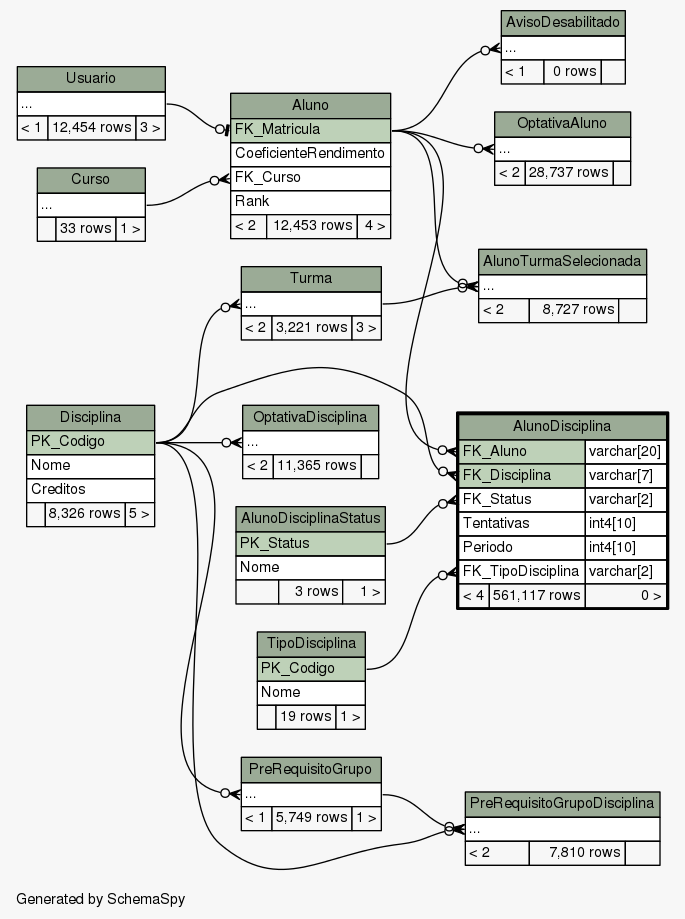 AvisoDesabilitado
...
< 1 0 rows
Usuario
...
< 1 12,454 rows 3 >
Aluno
FK_Matricula
CoeficienteRendimento
FK_Curso
Rank
< 2 12,453 rows 4 >
OptativaAluno
...
< 2 28,737 rows
Curso
...
33 rows 1 >
AlunoTurmaSelecionada
...
< 2 8,727 rows
Turma
...
< 2 3,221 rows 3 >
Disciplina
PK_Codigo
Nome
Creditos
8,326 rows 5 >
OptativaDisciplina
...
< 2 11,365 rows
AlunoDisciplina
FK_Aluno varchar[20]
FK_Disciplina varchar[7]
FK_Status varchar[2]
Tentativas int4[10]
Periodo int4[10]
FK_TipoDisciplina varchar[2]
< 4 561,117 rows 0 >
AlunoDisciplinaStatus
PK_Status
Nome
3 rows 1 >
TipoDisciplina
PK_Codigo
Nome
19 rows 1 >
PreRequisitoGrupo
...
< 1 5,749 rows 1 >
PreRequisitoGrupoDisciplina
...
< 2 7,810 rows
Generated by SchemaSpy